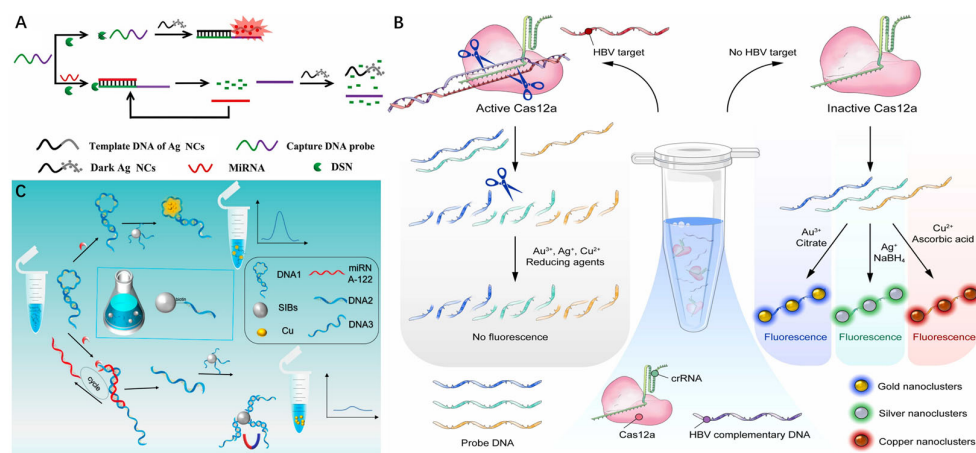 A
DSN
MiRNA
Template DNA of Ag NCs
Capture DNA probe
Dark Ag NCs
MiRNA
DSN
C
cycle
DNA1
miRN
A-122
SIBs
DNA2
Cu
DNA3
B
HBV target
No HBV target
Active Cas12a
Inactive Cas12a
Au³⁺, Ag⁺, Cu²⁺
Reducing agents
No fluorescence
Probe DNA
Au³⁺
Citrate
Ag⁺
NaBH₄
Cu²⁺
Ascorbic acid
Fluorescence
Fluorescence
Fluorescence
crRNA
Cas12a
HBV complementary DNA
Gold nanoclusters
Silver nanoclusters
Copper nanoclusters